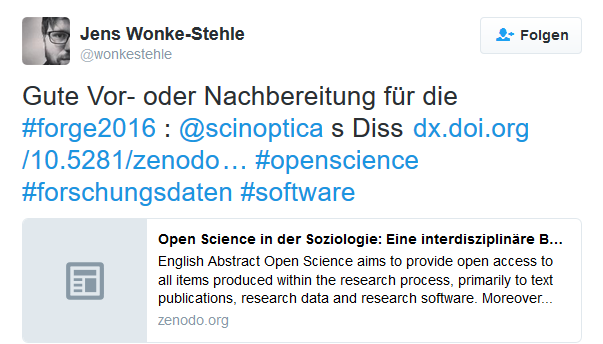 Jens Wonke-Stehle
@wonkestehle
Folgen
Gute Vor- oder Nachbereitung für die
#forge2016 : @scinoptica s Diss dx.doi.org
/10.5281/zenodo… #openscience
#forschungsdaten #software
Open Science in der Soziologie: Eine interdisziplinäre B...
English Abstract Open Science aims to provide open access to
all items produced within the research process, primarily to text
publications, research data and research software. Moreover...
zenodo.org